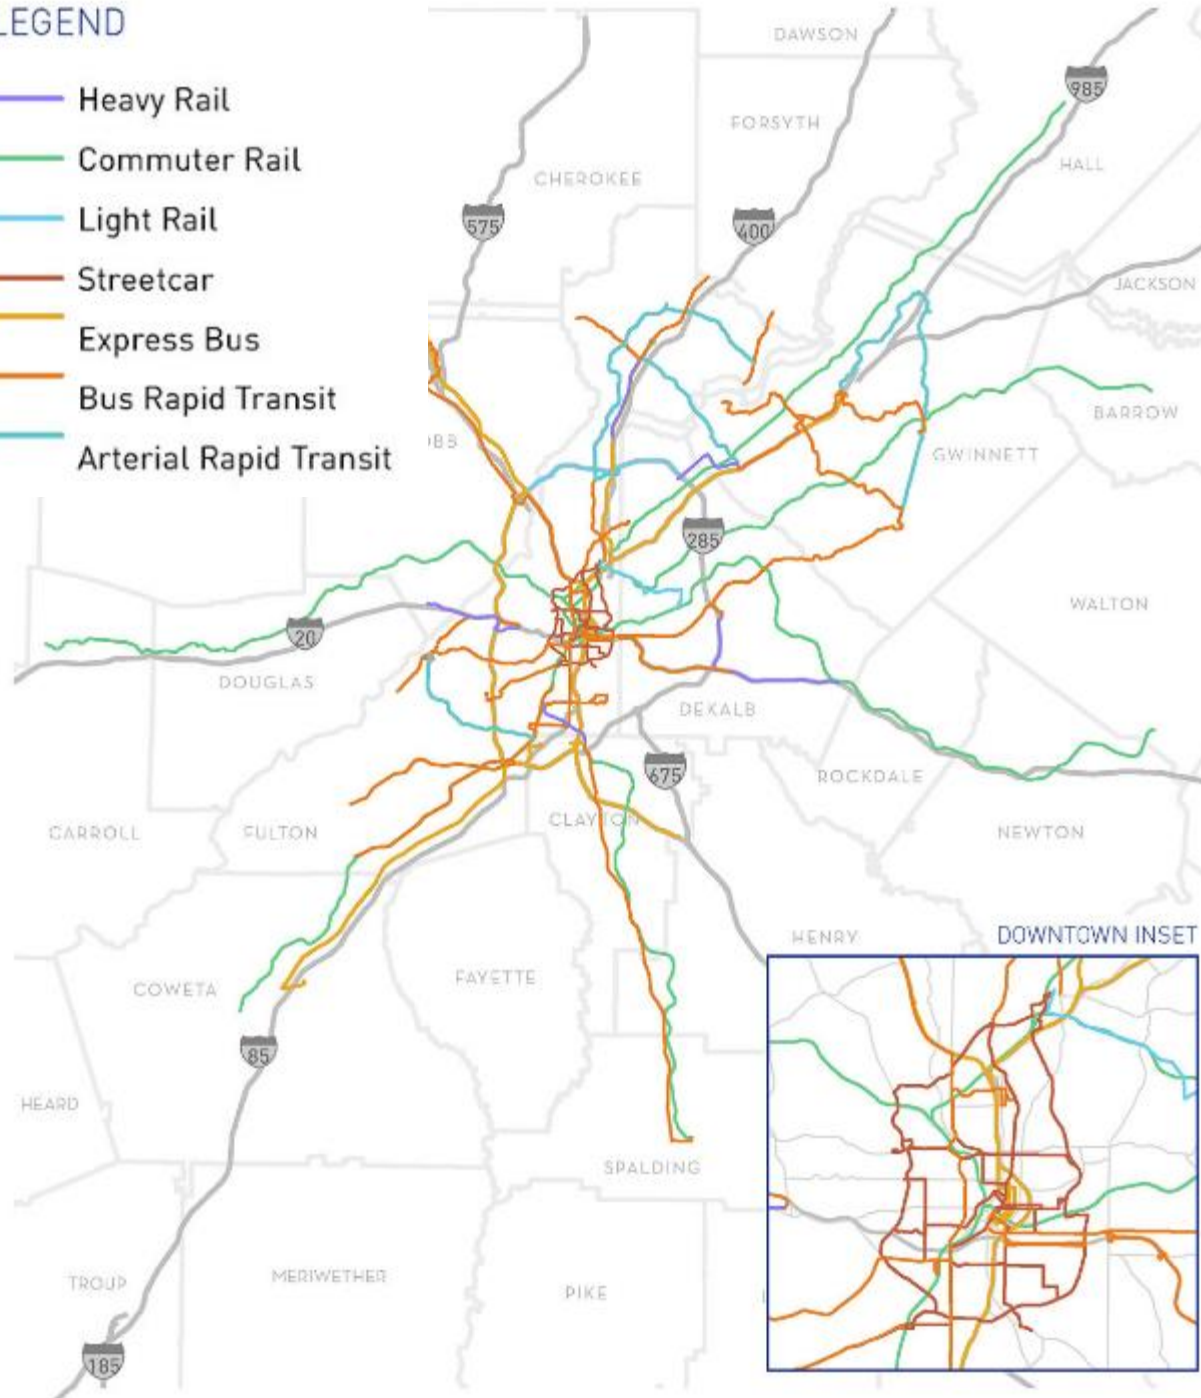 LEGEND
Heavy Rail
Commuter Rail
Light Rail
Streetcar
Express Bus
Bus Rapid Transit
Arterial Rapid Transit
DAWSON
985
FORSYTH
HALL
CHEROKEE
575
400
JACKSON
BARROW
OBB
GWINNETT
285
20
WALTON
DOUGLAS
DEKALB
675
ROCKDALE
CARROLL
FULTON
CLAYTON
NEWTON
HENRY
DOWNTOWN INSET
COWETA
FAYETTE
85
HEARD
SPALDING
TROUP
MERIWETHER
PIKE
185